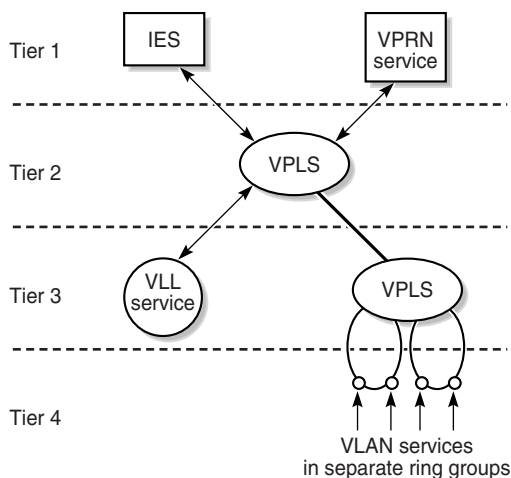 Tier 1
IES
VPRN
service
Tier 2
VPLS
Tier 3
VLL
service
VPLS
Tier 4
VLAN services
in separate ring groups